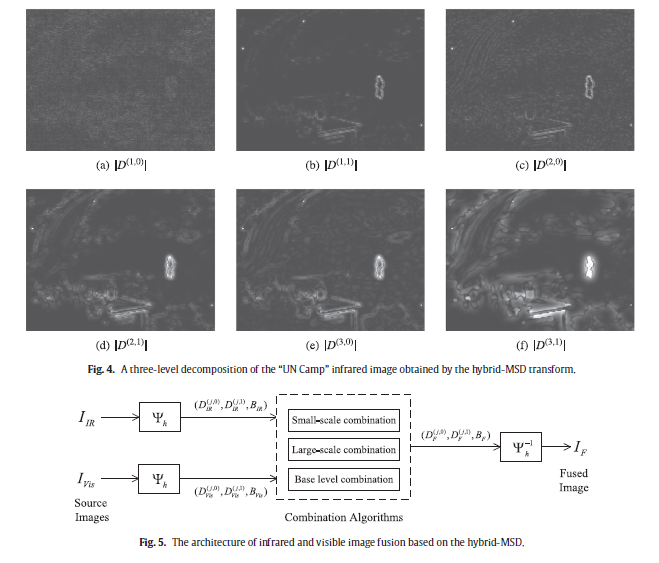 (a) |D^(1,0)|
(b) |D^(1,1)|
(c) |D^(2,0)|
(d) |D^(2,1)|
(e) |D^(3,0)|
(f) |D^(3,1)|
Fig. 4. A three-level decomposition of the “UN Camp” infrared image obtained by the hybrid-MSD transform.
I_IR
Ψ_h
(D_IR^(j,0), D_IR^(j,1), B_IR)
Small-scale combination
Large-scale combination
Base level combination
(D_F^(j,0), D_F^(j,1), B_F)
Ψ_h^-1
I_F
Fused
Image
I_Vis
Ψ_h
(D_Vis^(j,0), D_Vis^(j,1), B_Vis)
Source
Images
Combination Algorithms
Fig. 5. The architecture of infrared and visible image fusion based on the hybrid-MSD.